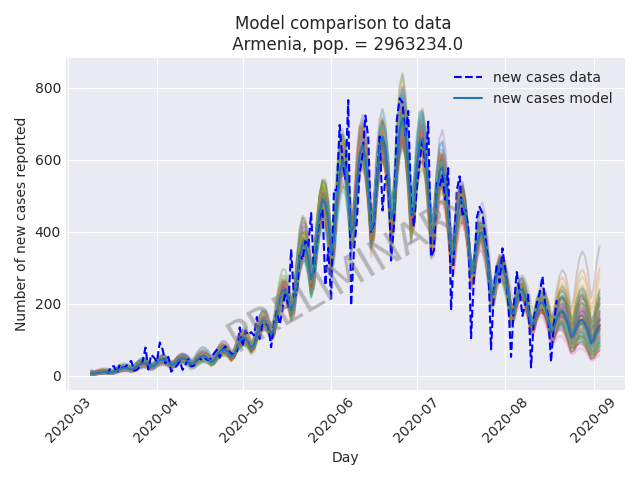 Model comparison to data
Armenia, pop. = 2963234.0
new cases data
new cases model
Number of new cases reported
800
600
400
200
0
PRELIMINARY
2020-03
2020-04
2020-05
2020-06
2020-07
2020-08
2020-09
Day